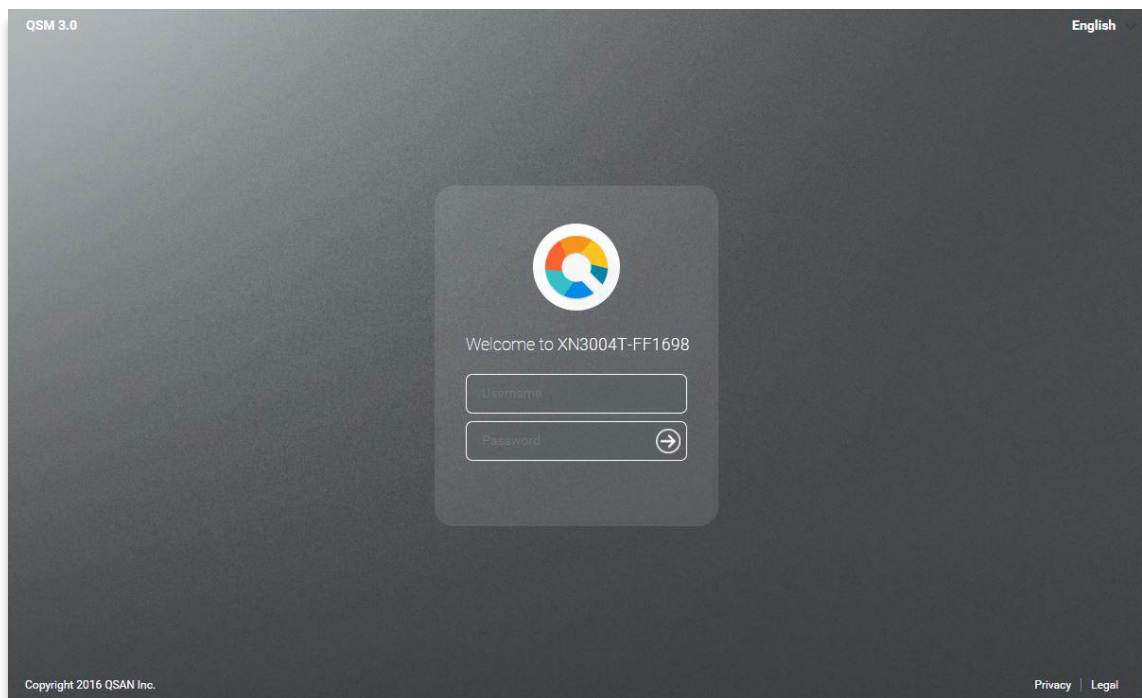 QSM 3.0
English
Welcome to XN3004T-FF1698
Username
Password
Copyright 2016 QSAN Inc.
Privacy | Legal